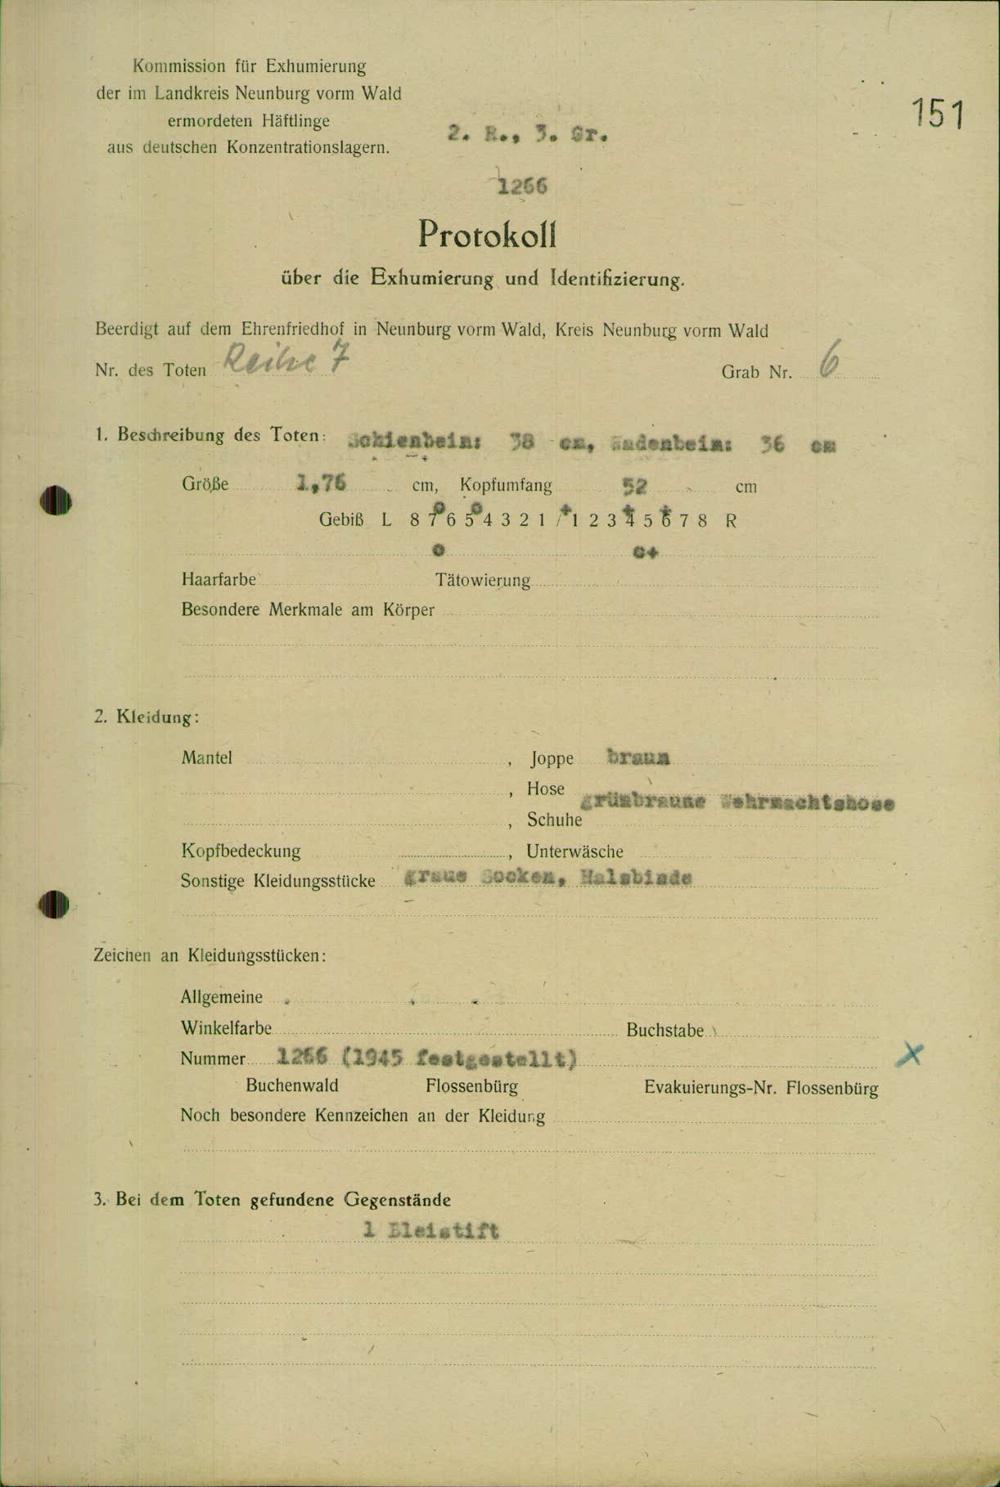 Kommission für Exhumierung
der im Landkreis Neunburg vorm Wald
ermordeten Häftlinge
aus deutschen Konzentrationslagern.
151
2. R., 3. Gr.
1266
Protokoll
über die Exhumierung und Identifizierung.
Beerdigt auf dem Ehrenfriedhof in Neunburg vorm Wald, Kreis Neunburg vorm Wald
Nr. des Toten Reihe 7 Grab Nr. 6
1. Beschreibung des Toten: Schienbein: 38 cm, Wadenbein: 36 cm
Größe 1,76 cm, Kopfumfang 52 cm
Gebiß L 8 7 6 5 4 3 2 1 / 1 2 3 4 5 6 7 8 R
o o+
Haarfarbe Tätowierung
Besondere Merkmale am Körper
2. Kleidung:
Mantel , Joppe braun
, Hose grünbraune Wehrmachtshose
, Schuhe
Kopfbedeckung , Unterwäsche
Sonstige Kleidungsstücke graue Socken, Halsbinde
Zeichen an Kleidungsstücken:
Allgemeine
Winkelfarbe Buchstabe
Nummer 1266 (1945 festgestellt) X
Buchenwald Flossenbürg Evakuierungs-Nr. Flossenbürg
Noch besondere Kennzeichen an der Kleidung
3. Bei dem Toten gefundene Gegenstände
1 Bleistift